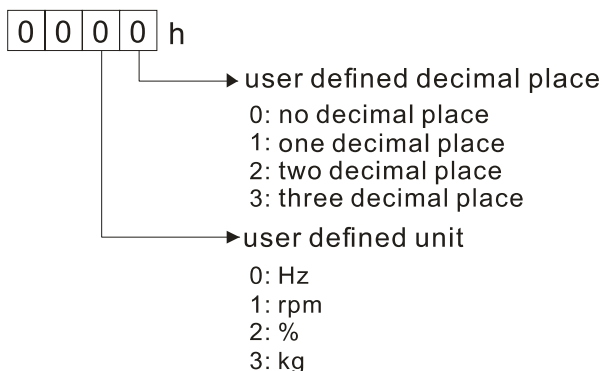 0 0 0 0 h
user defined decimal place
0: no decimal place
1: one decimal place
2: two decimal place
3: three decimal place
user defined unit
0: Hz
1: rpm
2: %
3: kg